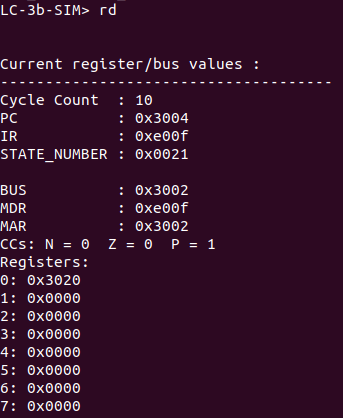 LC-3b-SIM> rd
Current register/bus values :
-------------------------------------
Cycle Count  : 10
PC           : 0x3004
IR           : 0xe00f
STATE_NUMBER : 0x0021
BUS          : 0x3002
MDR          : 0xe00f
MAR          : 0x3002
CCs: N = 0  Z = 0  P = 1
Registers:
0: 0x3020
1: 0x0000
2: 0x0000
3: 0x0000
4: 0x0000
5: 0x0000
6: 0x0000
7: 0x0000